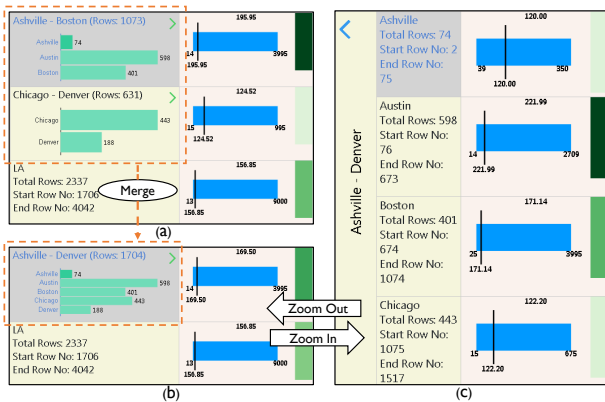 Ashville - Boston (Rows: 1073)
Ashville 74
Austin 598
Boston 401
195.95
14 3995
195.95
Chicago - Denver (Rows: 631)
Chicago 443
Denver 188
124.52
15 995
124.52
LA
Total Rows: 2337
Start Row No: 1706
End Row No: 4042
Merge
156.85
13 9000
156.85
(a)
Ashville - Denver (Rows: 1704)
Ashville 74
Austin 598
Boston 401
Chicago 443
Denver 188
169.50
14 3995
169.50
LA
Total Rows: 2337
Start Row No: 1706
End Row No: 4042
156.85
13 9000
156.85
(b)
Zoom Out
Zoom In
Ashville - Denver
Ashville
Total Rows: 74
Start Row No: 2
End Row No:
75
120.00
39 350
120.00
Austin
Total Rows: 598
Start Row No:
76
End Row No:
673
221.99
14 2709
221.99
Boston
Total Rows: 401
Start Row No:
674
End Row No:
1074
171.14
25 3995
171.14
Chicago
Total Rows: 443
Start Row No:
1075
End Row No:
1517
122.20
15 675
122.20
(c)